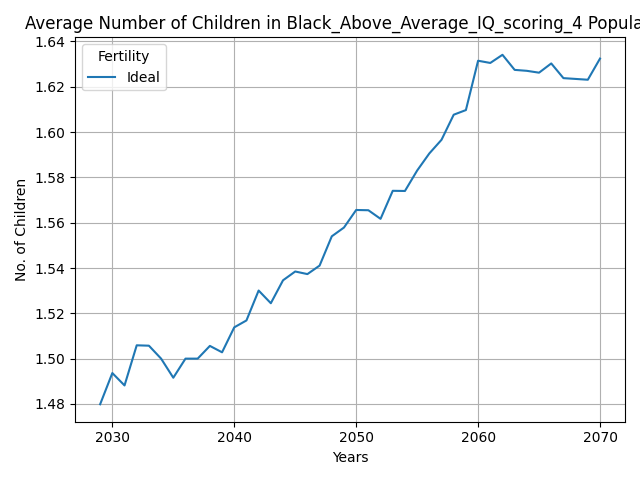 Average Number of Children in Black_Above_Average_IQ_scoring_4 Popula
1.64
1.62
1.60
1.58
1.56
1.54
1.52
1.50
1.48
No. of Children
Fertility
Ideal
2030 2040 2050 2060 2070
Years